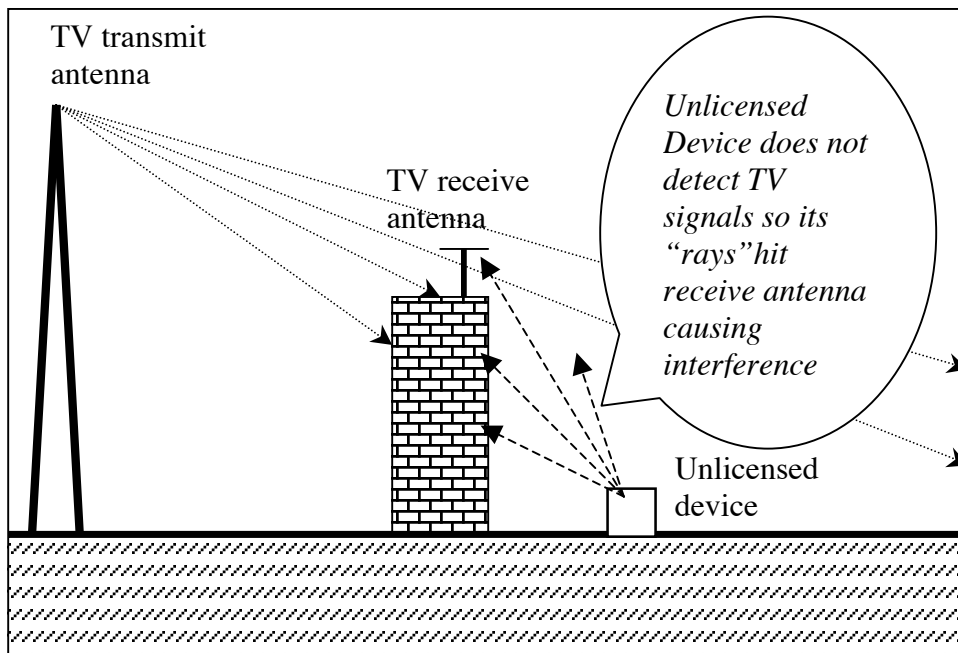 TV transmit
antenna
TV receive
antenna
Unlicensed
Device does not
detect TV
signals so its
“rays”hit
receive antenna
causing
interference
Unlicensed
device